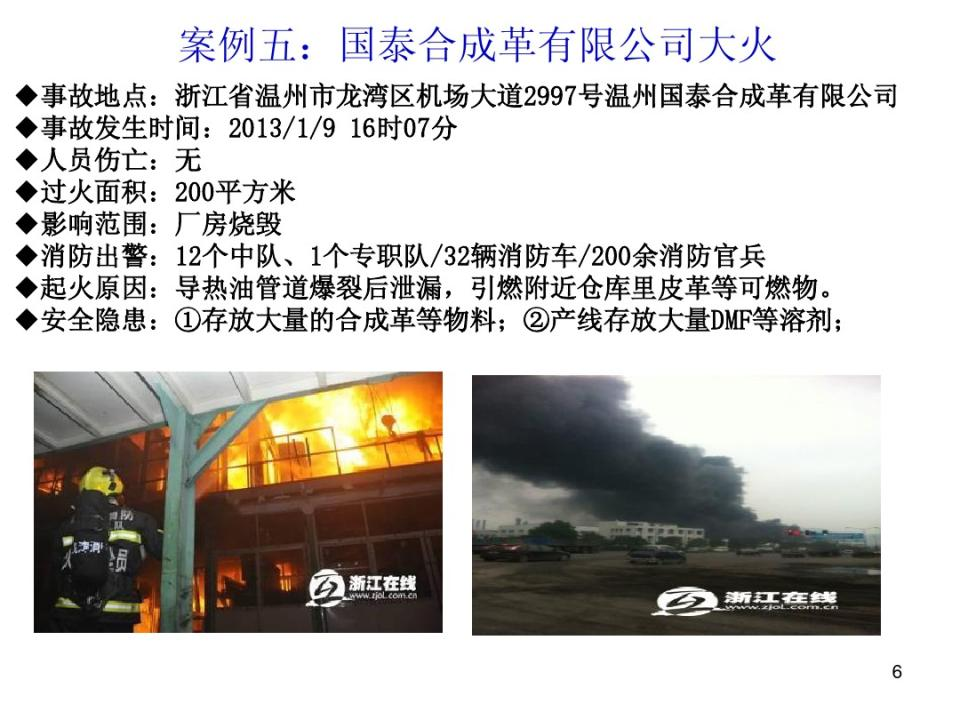 案例五：国泰合成革有限公司大火
◆事故地点：浙江省温州市龙湾区机场大道2997号温州国泰合成革有限公司
◆事故发生时间：2013/1/9 16时07分
◆人员伤亡：无
◆过火面积：200平方米
◆影响范围：厂房烧毁
◆消防出警：12个中队、1个专职队/32辆消防车/200余消防官兵
◆起火原因：导热油管道爆裂后泄漏，引燃附近仓库里皮革等可燃物。
◆安全隐患：①存放大量的合成革等物料；②产线存放大量DMF等溶剂；
浙江在线
www.zjol.com.cn
浙江在线
www.zjol.com.cn
6